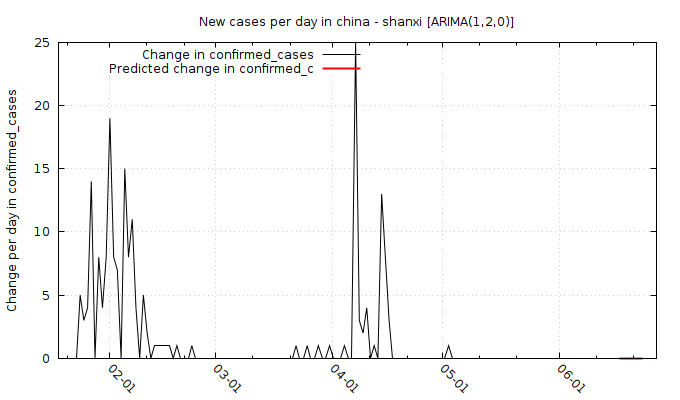 New cases per day in china - shanxi [ARIMA(1,2,0)]
Change in confirmed_cases
Predicted change in confirmed_c
Change per day in confirmed_cases
25
20
15
10
5
0
02-01
03-01
04-01
05-01
06-01